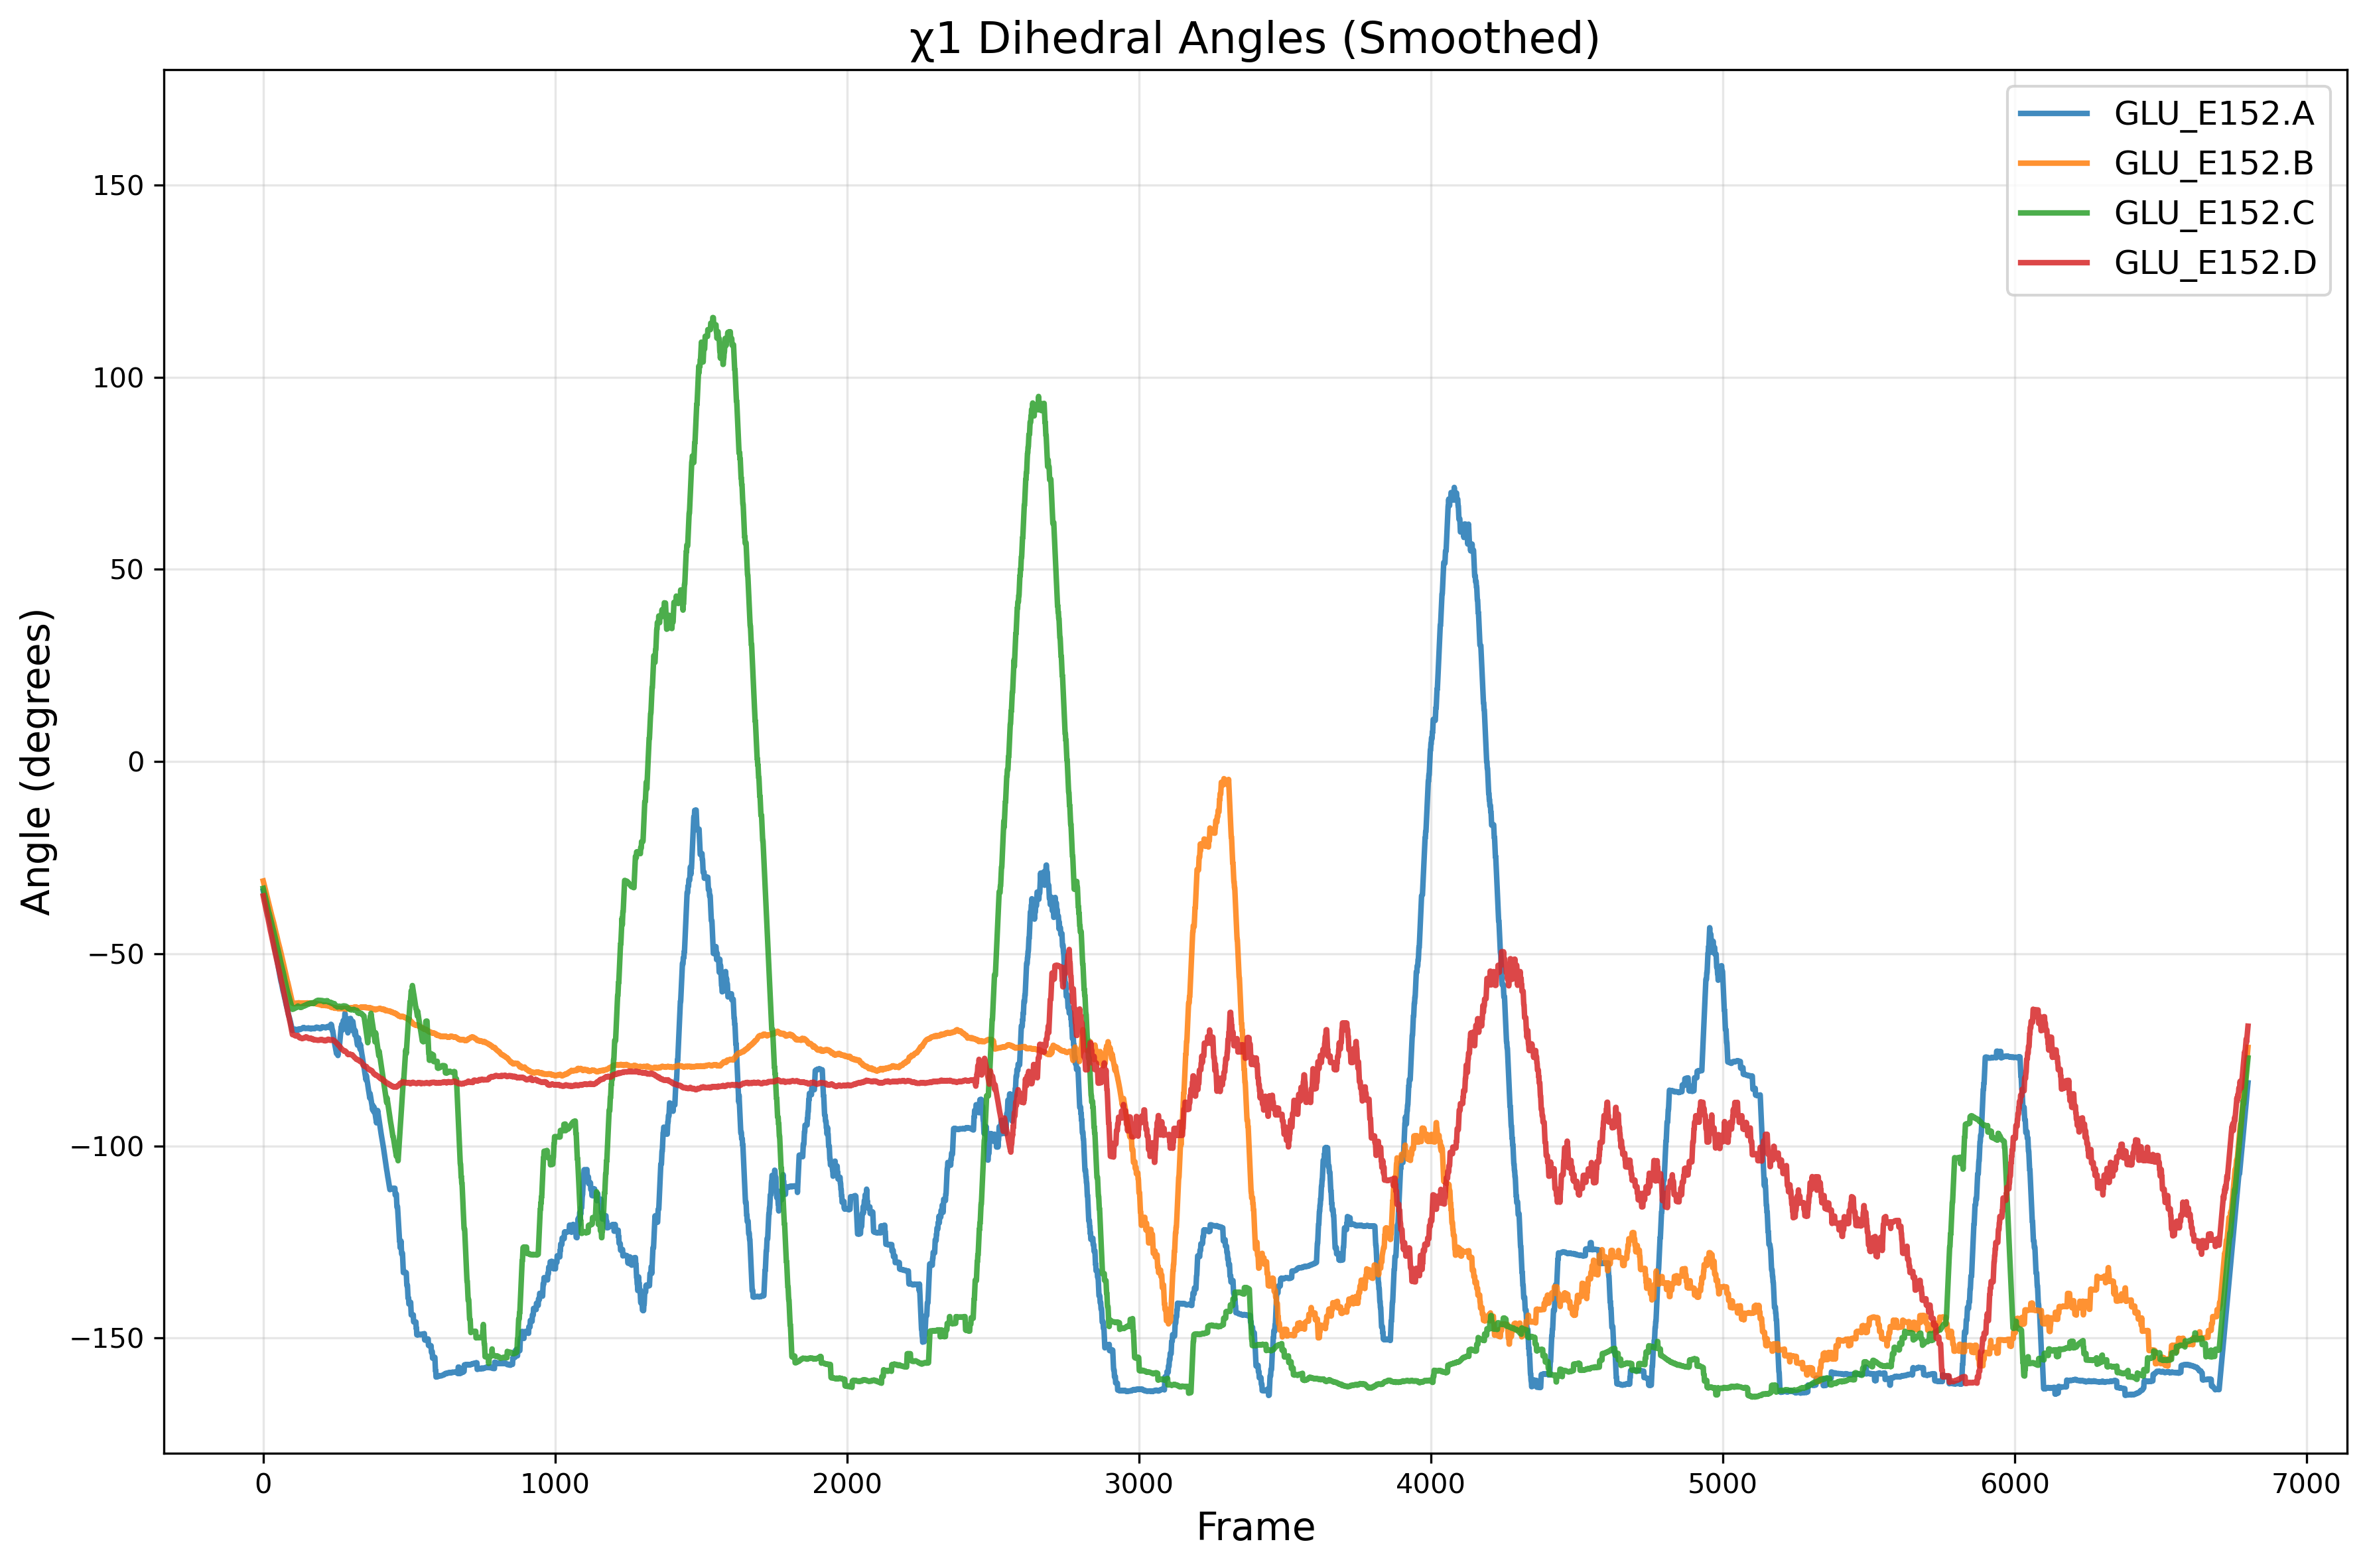 χ1 Dihedral Angles (Smoothed)
GLU_E152.A
GLU_E152.B
GLU_E152.C
GLU_E152.D
Angle (degrees)
150
100
50
0
−50
−100
−150
0 1000 2000 3000 4000 5000 6000 7000
Frame